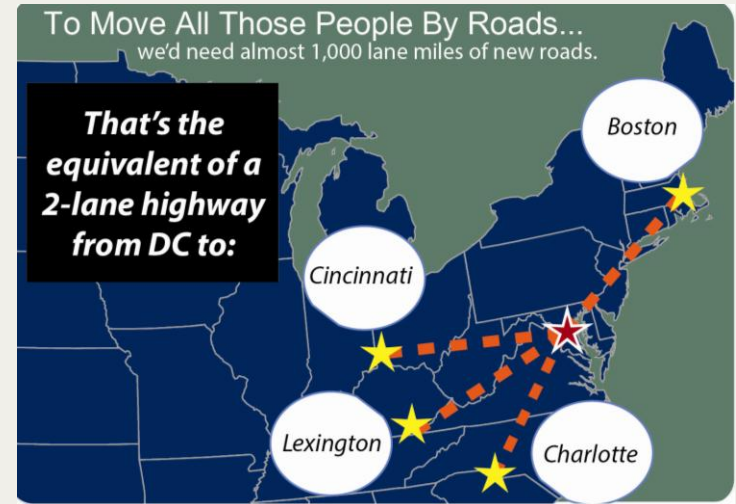 To Move All Those People By Roads...
we'd need almost 1,000 lane miles of new roads.
That's the
equivalent of a
2-lane highway
from DC to:
Boston
Cincinnati
Lexington
Charlotte